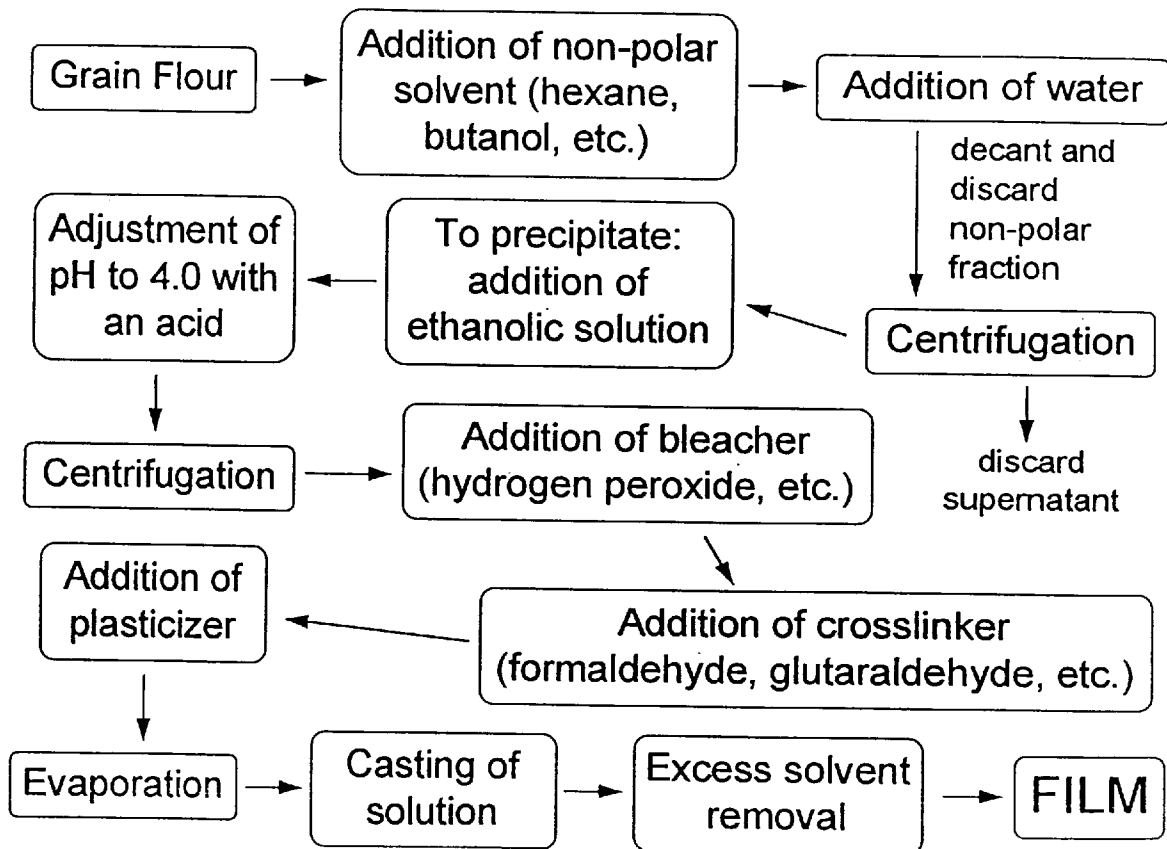 Grain Flour
Addition of non-polar
solvent (hexane,
butanol, etc.)
Addition of water
decant and
discard
non-polar
fraction
Centrifugation
discard
supernatant
To precipitate:
addition of
ethanolic solution
Adjustment of
pH to 4.0 with
an acid
Centrifugation
Addition of bleacher
(hydrogen peroxide, etc.)
Addition of crosslinker
(formaldehyde, glutaraldehyde, etc.)
Addition of
plasticizer
Evaporation
Casting of
solution
Excess solvent
removal
FILM